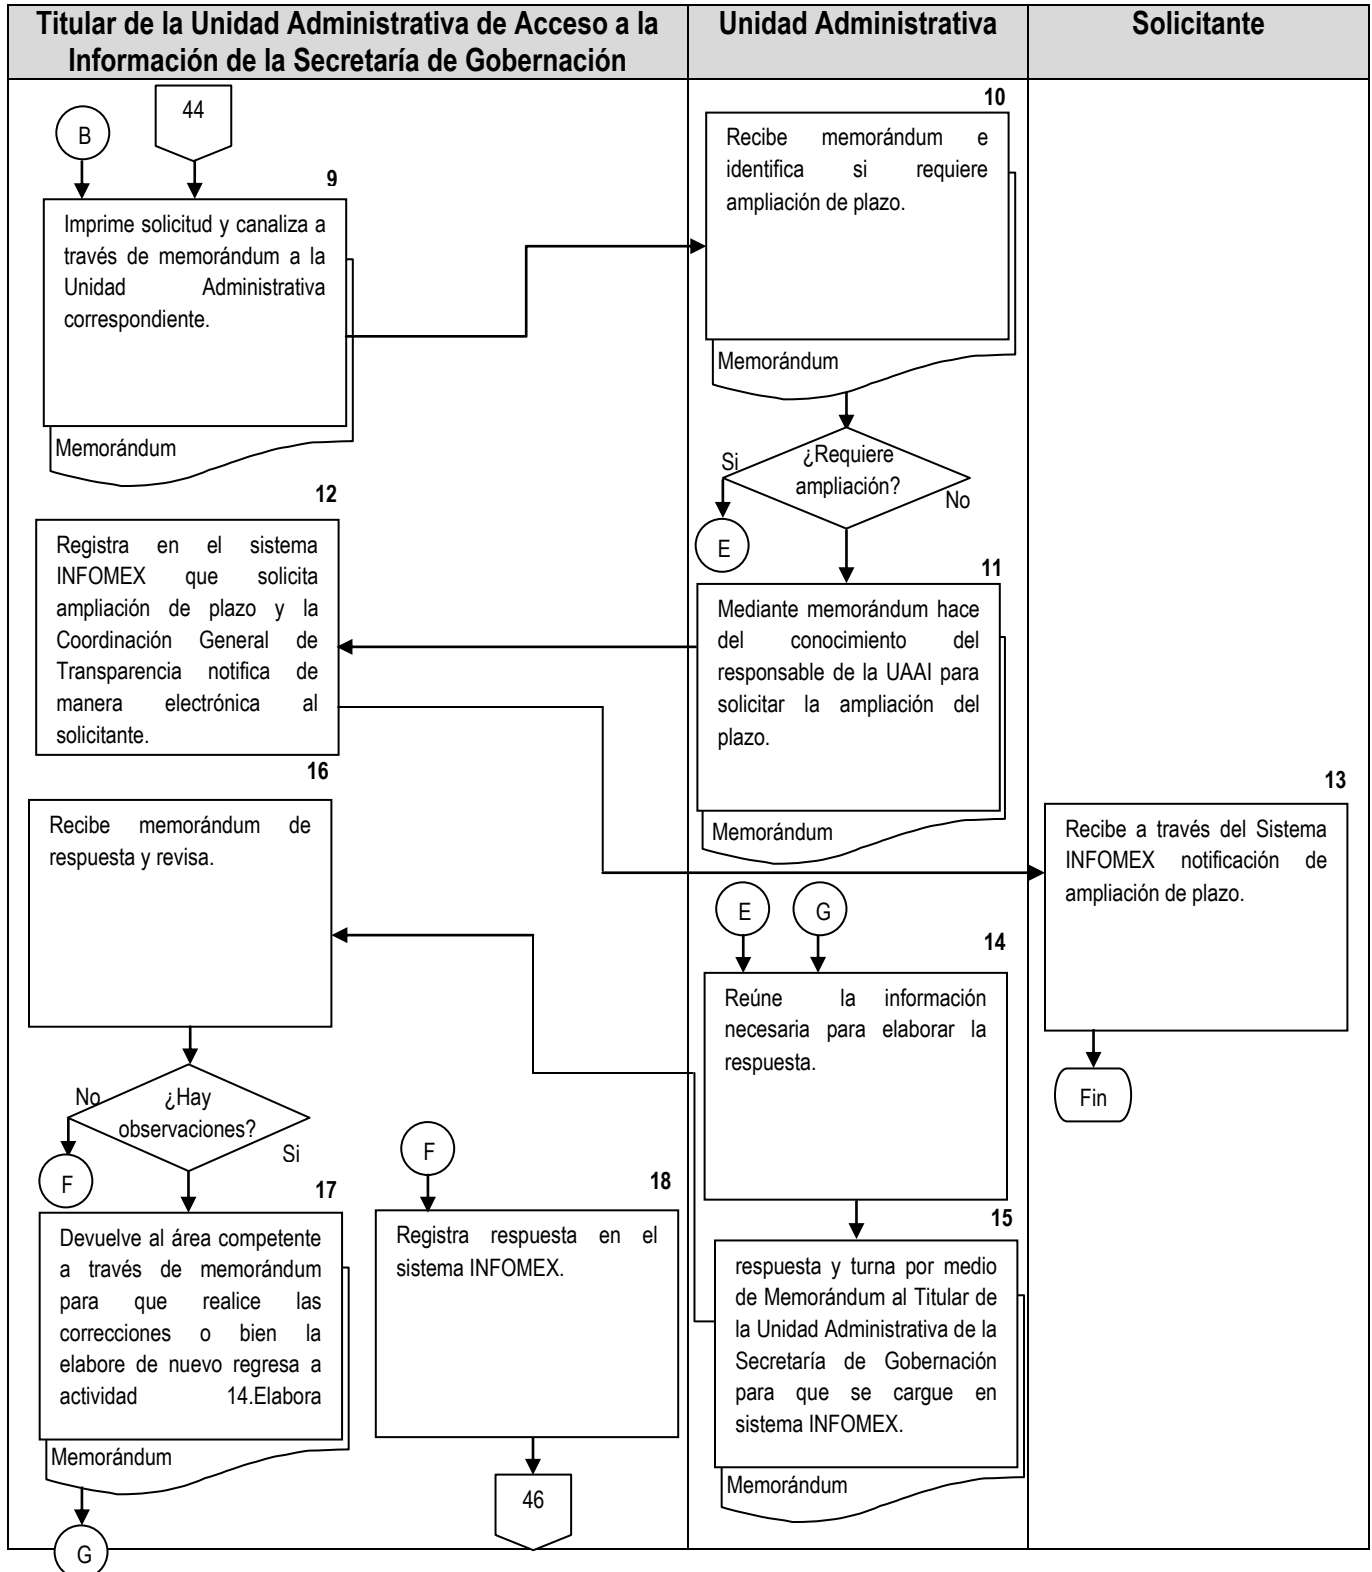 Titular de la Unidad Administrativa de Acceso a la
Información de la Secretaría de Gobernación
Unidad Administrativa
Solicitante
B
44
9
Imprime solicitud y canaliza a
través de memorándum a la
Unidad Administrativa
correspondiente.
Memorándum
10
Recibe memorándum e
identifica si requiere
ampliación de plazo.
Memorándum
¿Requiere
ampliación?
Si
No
E
11
Mediante memorándum hace
del conocimiento del
responsable de la UAAI para
solicitar la ampliación del
plazo.
Memorándum
12
Registra en el sistema
INFOMEX que solicita
ampliación de plazo y la
Coordinación General de
Transparencia notifica de
manera electrónica al
solicitante.
13
Recibe a través del Sistema
INFOMEX notificación de
ampliación de plazo.
Fin
E
G
14
Reúne la información
necesaria para elaborar la
respuesta.
15
respuesta y turna por medio
de Memorándum al Titular de
la Unidad Administrativa de la
Secretaría de Gobernación
para que se cargue en
sistema INFOMEX.
Memorándum
16
Recibe memorándum de
respuesta y revisa.
¿Hay
observaciones?
No
Si
F
17
Devuelve al área competente
a través de memorándum
para que realice las
correcciones o bien la
elabore de nuevo regresa a
actividad 14.Elabora
Memorándum
G
F
18
Registra respuesta en el
sistema INFOMEX.
46